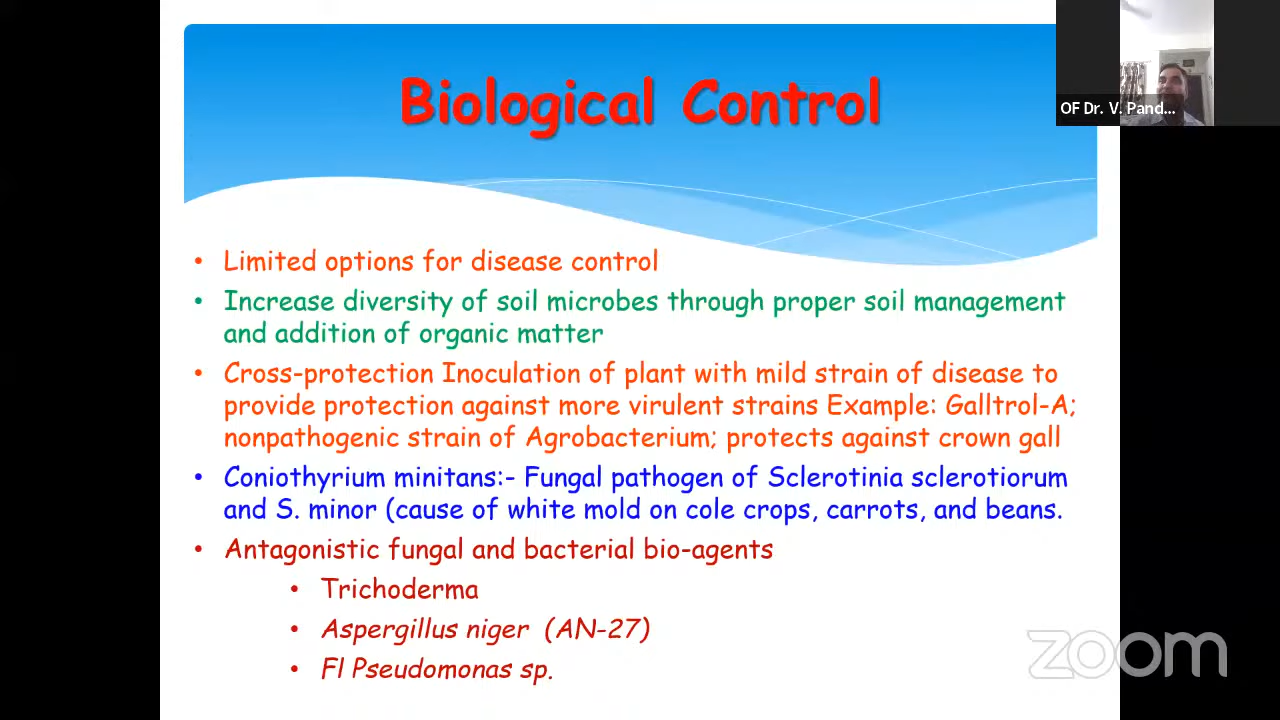 Biological Control
OF Dr. V. Pand...
• Limited options for disease control
• Increase diversity of soil microbes through proper soil management
and addition of organic matter
• Cross-protection Inoculation of plant with mild strain of disease to
provide protection against more virulent strains Example: Galltrol-A;
nonpathogenic strain of Agrobacterium; protects against crown gall
• Coniothyrium minitans:- Fungal pathogen of Sclerotinia sclerotiorum
and S. minor (cause of white mold on cole crops, carrots, and beans.
• Antagonistic fungal and bacterial bio-agents
• Trichoderma
• Aspergillus niger (AN-27)
• Fl Pseudomonas sp.
zoom